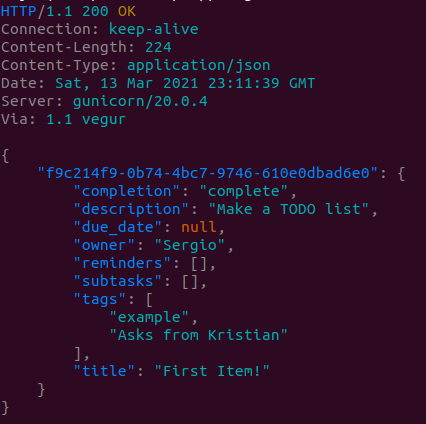 HTTP/1.1 200 OK
Connection: keep-alive
Content-Length: 224
Content-Type: application/json
Date: Sat, 13 Mar 2021 23:11:39 GMT
Server: gunicorn/20.0.4
Via: 1.1 vegur

{
    "f9c214f9-0b74-4bc7-9746-610e0dbad6e0": {
        "completion": "complete",
        "description": "Make a TODO list",
        "due_date": null,
        "owner": "Sergio",
        "reminders": [],
        "subtasks": [],
        "tags": [
            "example",
            "Asks from Kristian"
        ],
        "title": "First Item!"
    }
}